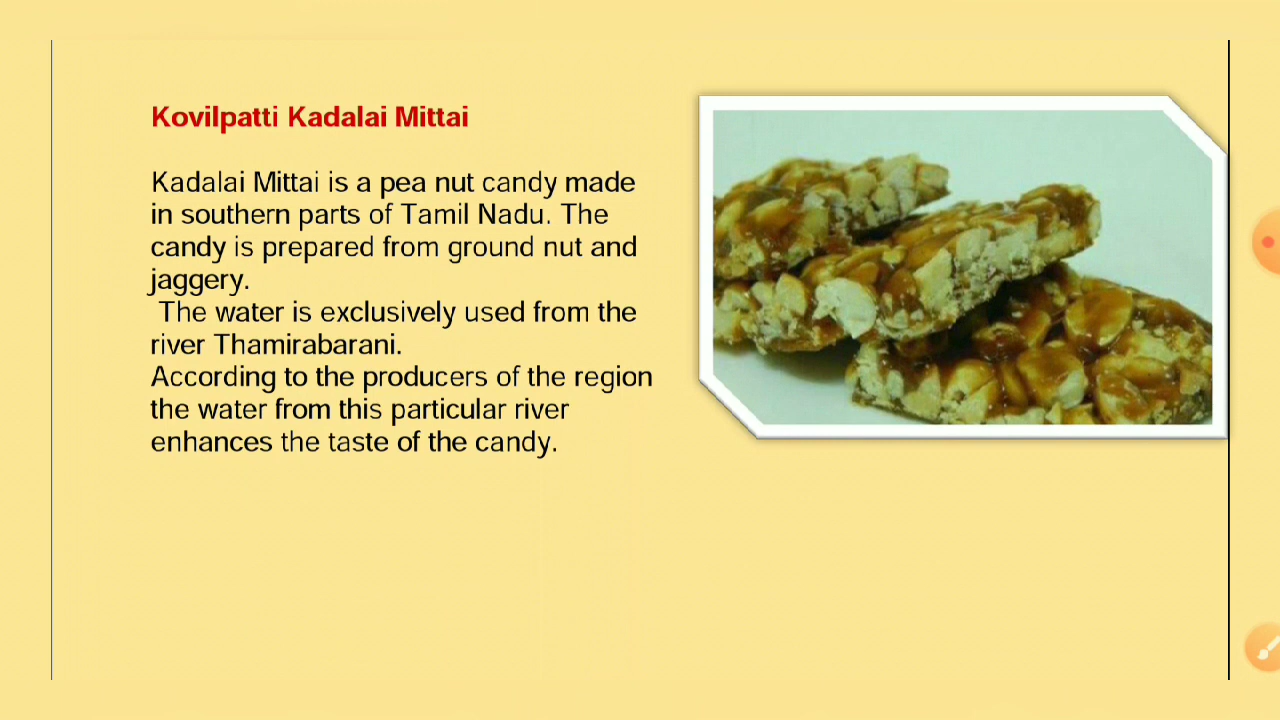 Kovilpatti Kadalai Mittai
Kadalai Mittai is a pea nut candy made
in southern parts of Tamil Nadu. The
candy is prepared from ground nut and
jaggery.
The water is exclusively used from the
river Thamirabarani.
According to the producers of the region
the water from this particular river
enhances the taste of the candy.